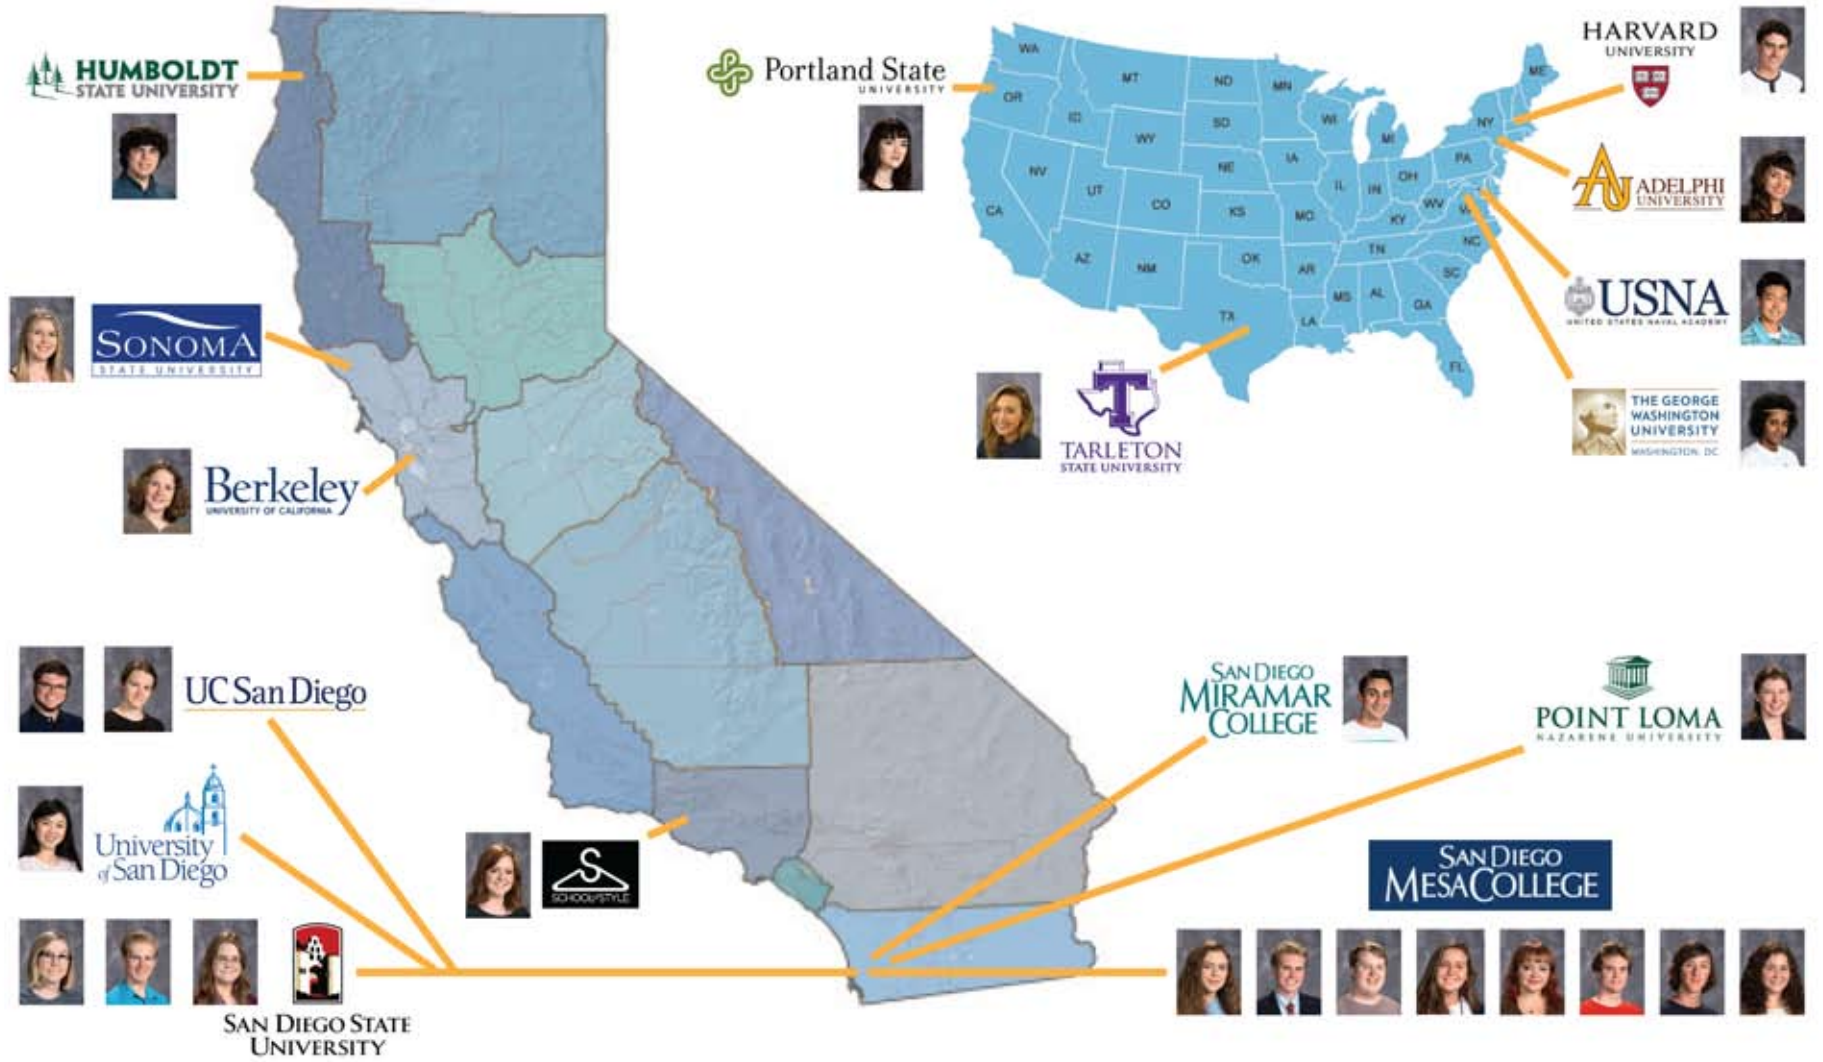 HUMBOLDT
STATE UNIVERSITY
SONOMA
STATE UNIVERSITY
Berkeley
UNIVERSITY OF CALIFORNIA
UC San Diego
University
of San Diego
SAN DIEGO STATE
UNIVERSITY
S
SCHOOL of STYLE
Portland State
UNIVERSITY
WA
OR
CA
NV
ID
MT
WY
UT
AZ
CO
NM
ND
SD
NE
KS
OK
TX
MN
IA
MO
AR
LA
WI
IL
MI
IN
OH
KY
TN
MS
AL
GA
FL
SC
NC
WV
PA
NY
ME
T
TARLETON
STATE UNIVERSITY
HARVARD
UNIVERSITY
AU
ADELPHI
UNIVERSITY
USNA
UNITED STATES NAVAL ACADEMY
THE GEORGE
WASHINGTON
UNIVERSITY
WASHINGTON, DC
SAN DIEGO
MIRAMAR
COLLEGE
POINT LOMA
NAZARENE UNIVERSITY
SAN DIEGO
MESA COLLEGE